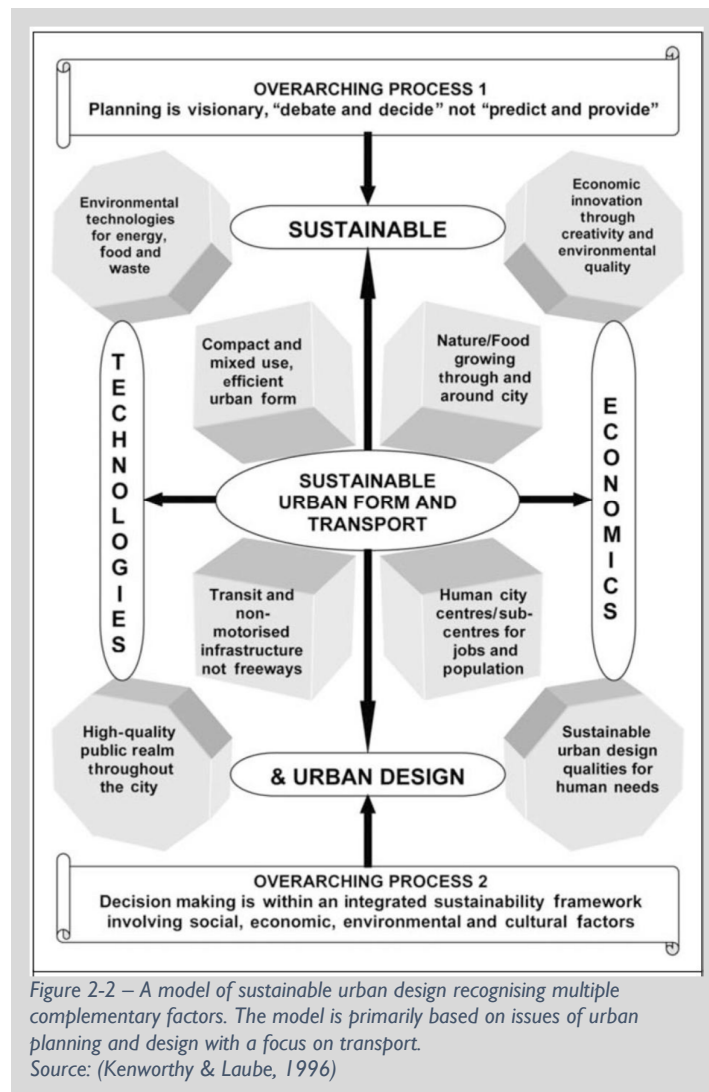 OVERARCHING PROCESS 1
Planning is visionary, “debate and decide” not “predict and provide”
Environmental
technologies
for energy,
food and
waste
SUSTAINABLE
Economic
innovation
through
creativity and
environmental
quality
Compact and
mixed use,
efficient
urban form
Nature/Food
growing
through and
around city
TECHNOLOGIES
SUSTAINABLE
URBAN FORM AND
TRANSPORT
ECONOMICS
Transit and
non-
motorised
infrastructure
not freeways
Human city
centres/sub-
centres for
jobs and
population
High-quality
public realm
throughout
the city
& URBAN DESIGN
Sustainable
urban design
qualities for
human needs
OVERARCHING PROCESS 2
Decision making is within an integrated sustainability framework
involving social, economic, environmental and cultural factors
Figure 2-2 – A model of sustainable urban design recognising multiple
complementary factors. The model is primarily based on issues of urban
planning and design with a focus on transport.
Source: (Kenworthy & Laube, 1996)